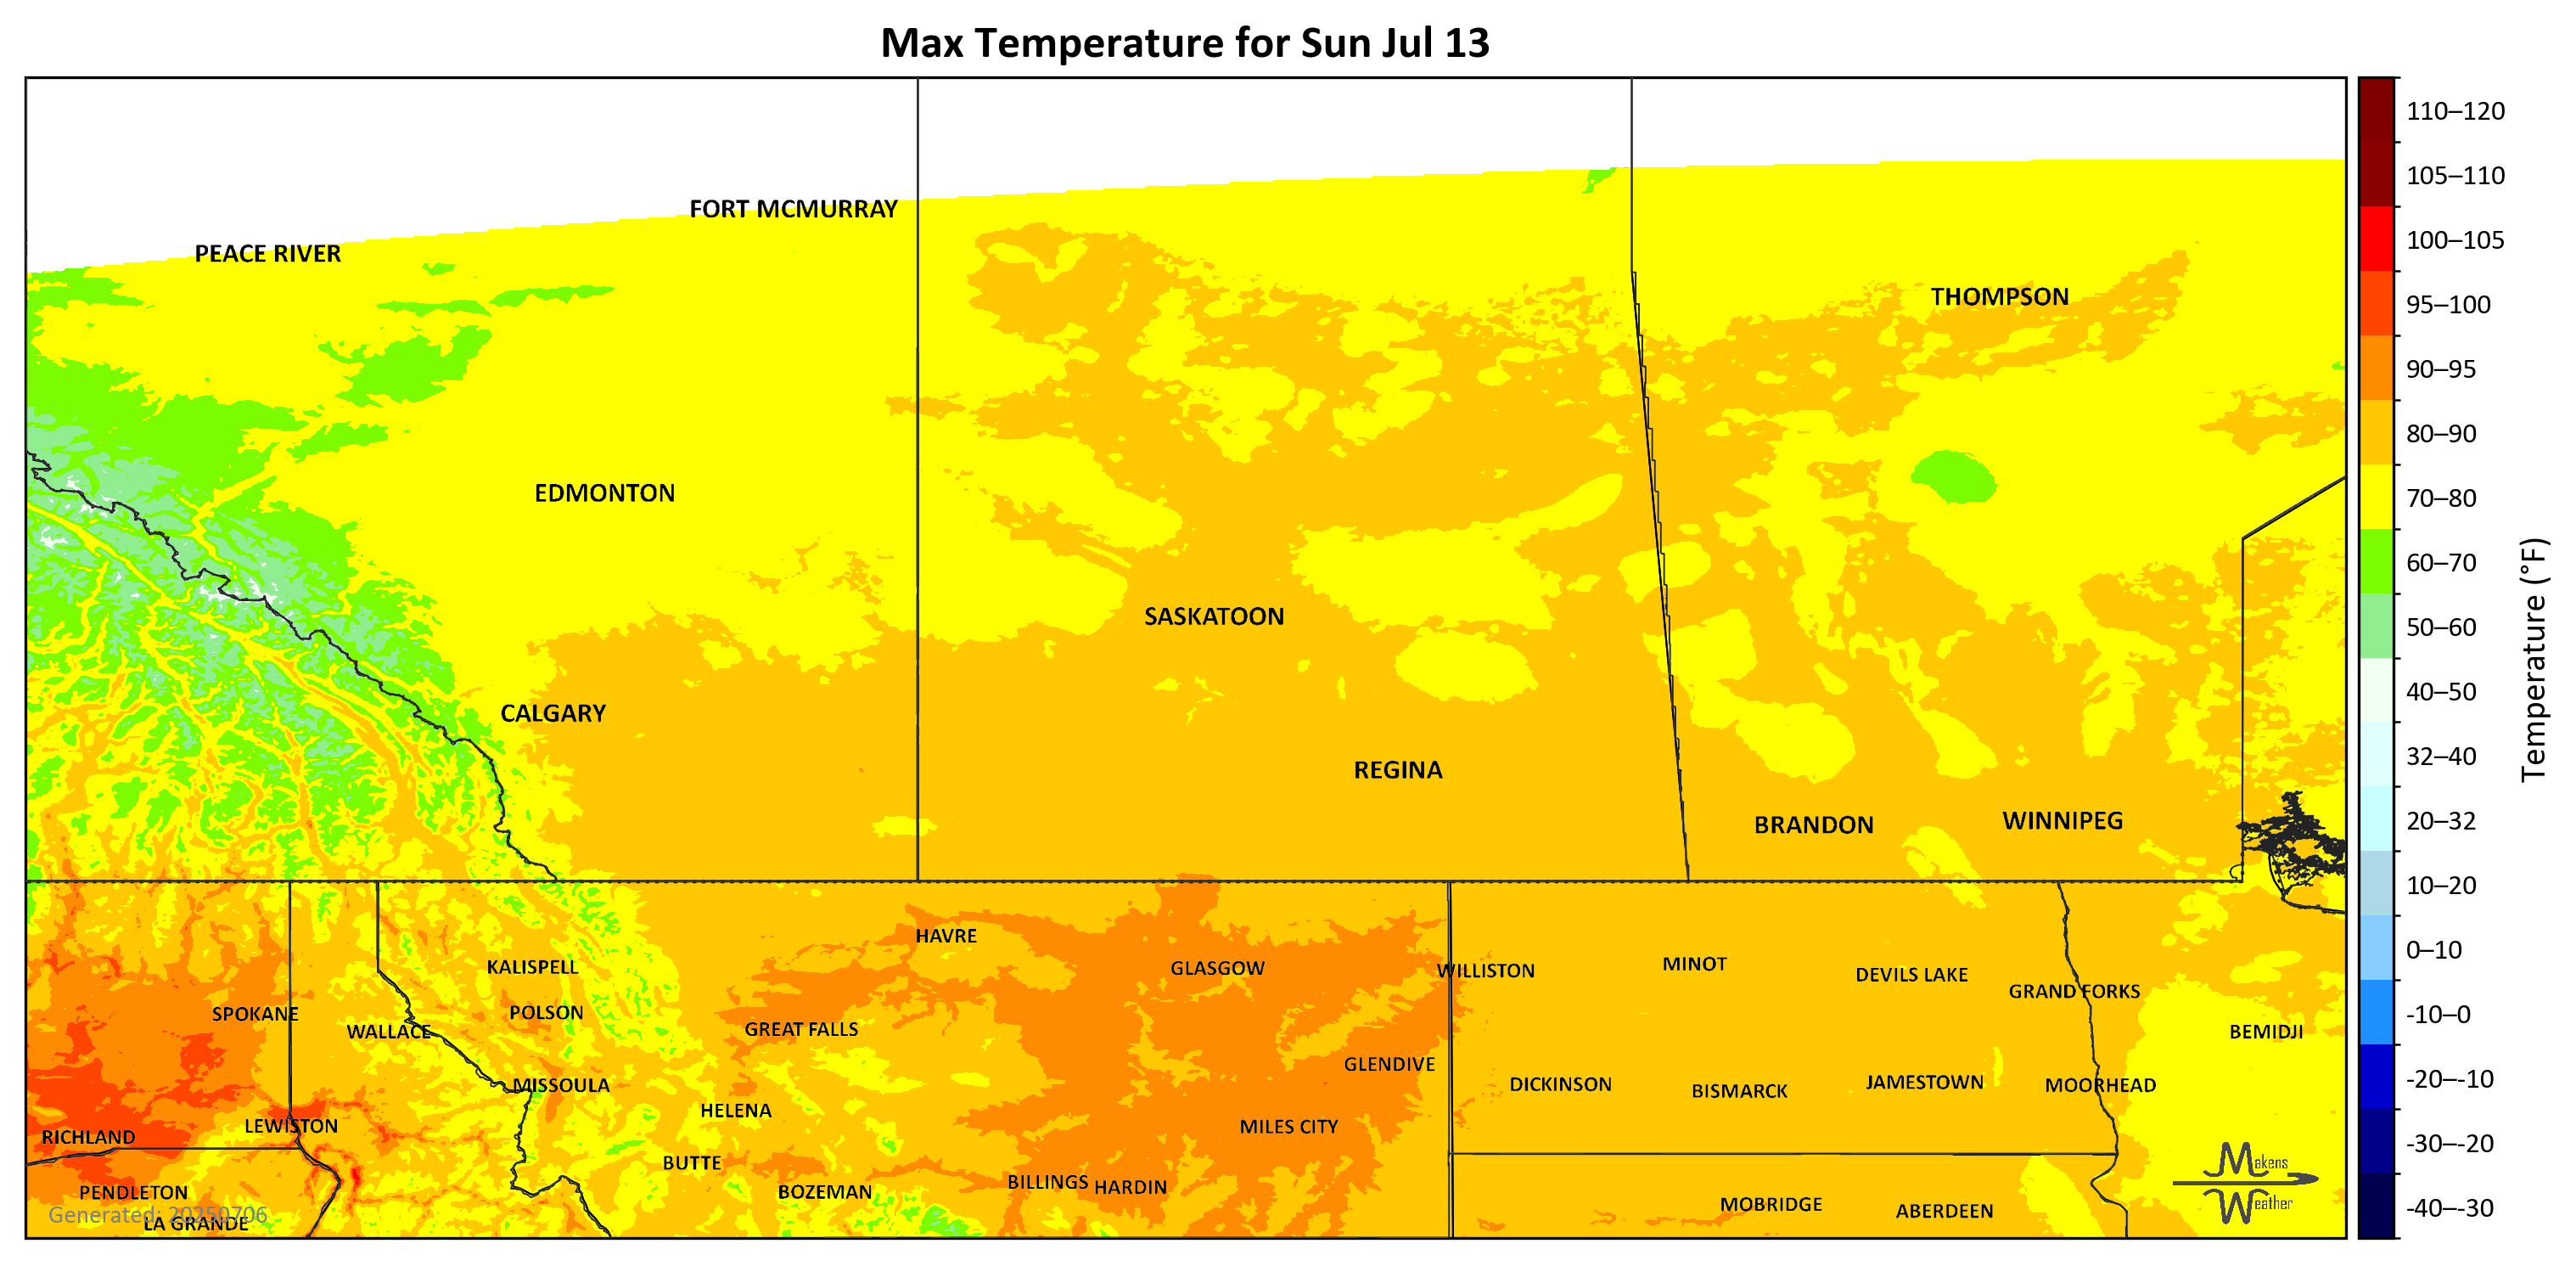 Max Temperature for Sun Jul 13
110–120
105–110
FORT MCMURRAY
100–105
PEACE RIVER
THOMPSON
95–100
90–95
80–90
EDMONTON
70–80
60–70
SASKATOON
50–60
Temperature (°F)
40–50
CALGARY
32–40
REGINA
BRANDON
WINNIPEG
20–32
10–20
HAVRE
0–10
KALISPELL
GLASGOW
WILLISTON
MINOT
DEVILS LAKE
GRAND FORKS
SPOKANE
POLSON
-10–0
WALLACE
GREAT FALLS
BEMIDJI
GLENDIVE
-20–-10
MISSOULA
DICKINSON
BISMARCK
JAMESTOWN
MOORHEAD
HELENA
RICHLAND
LEWISTON
MILES CITY
-30–-20
BUTTE
Makens
Weather
PENDLETON
BOZEMAN
BILLINGS
HARDIN
MOBRIDGE
ABERDEEN
-40–-30
Generated: 20250706
LA GRANDE